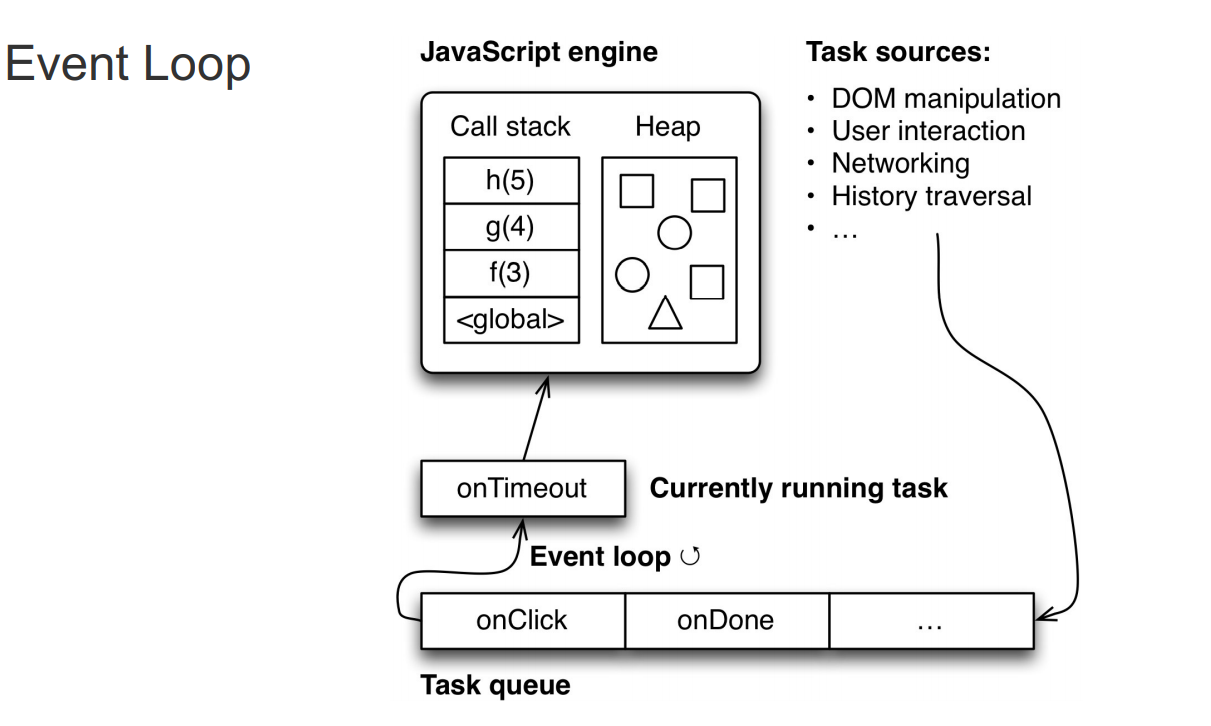 Event Loop
JavaScript engine
Call stack
Heap
h(5)
g(4)
f(3)
<global>
Task sources:
• DOM manipulation
• User interaction
• Networking
• History traversal
• …
onTimeout
Currently running task
Event loop
onClick
onDone
…
Task queue